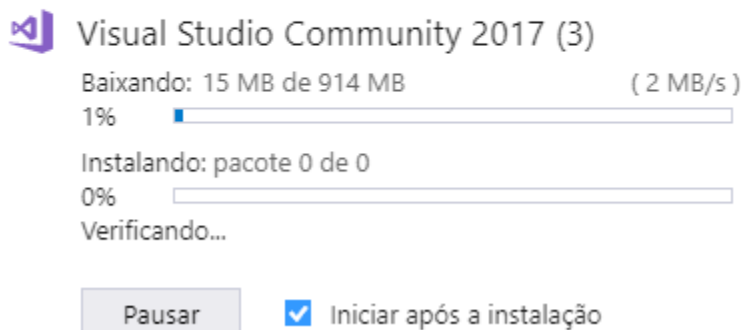 Visual Studio Community 2017 (3)
Baixando: 15 MB de 914 MB ( 2 MB/s )
1%
Instalando: pacote 0 de 0
0%
Verificando...
Pausar Iniciar após a instalação